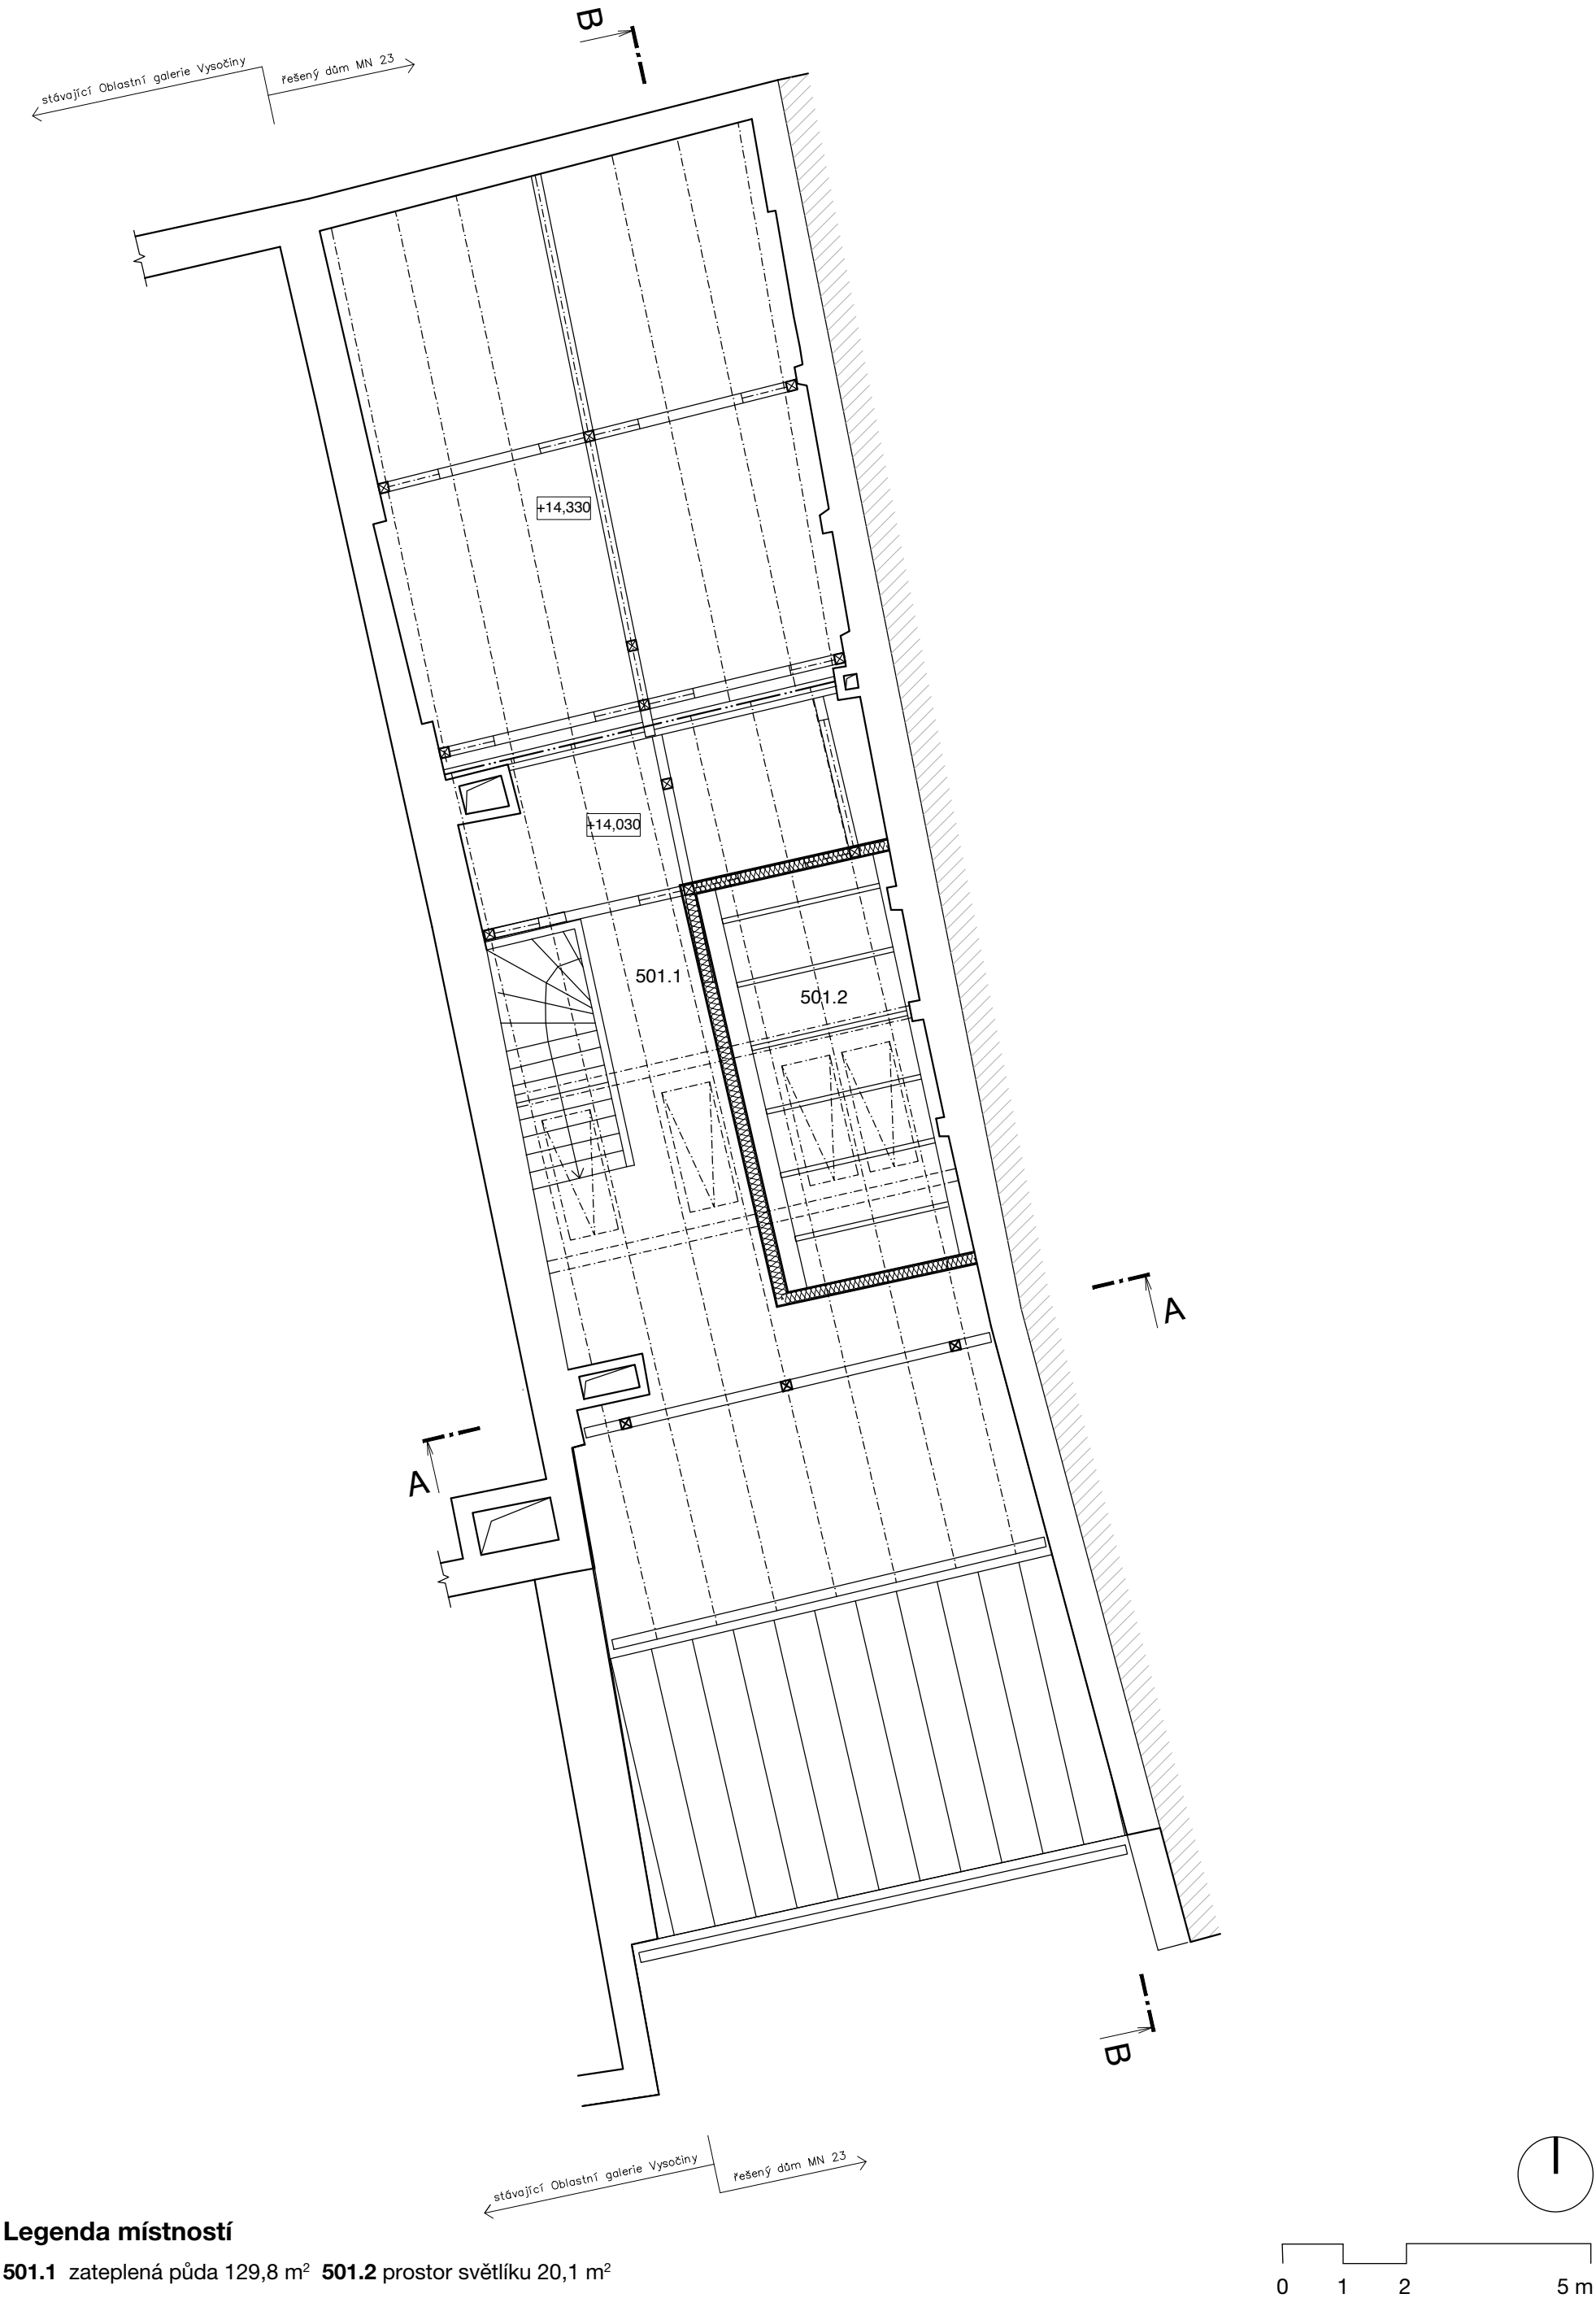 B
stávající Oblastní galerie Vysočiny
řešený dům MN 23
+14,330
+14,030
501.1
501.2
A
A
B
stávající Oblastní galerie Vysočiny
řešený dům MN 23
Legenda místností
501.1 zateplená půda 129,8 m² 501.2 prostor světlíku 20,1 m²
0 1 2 5 m